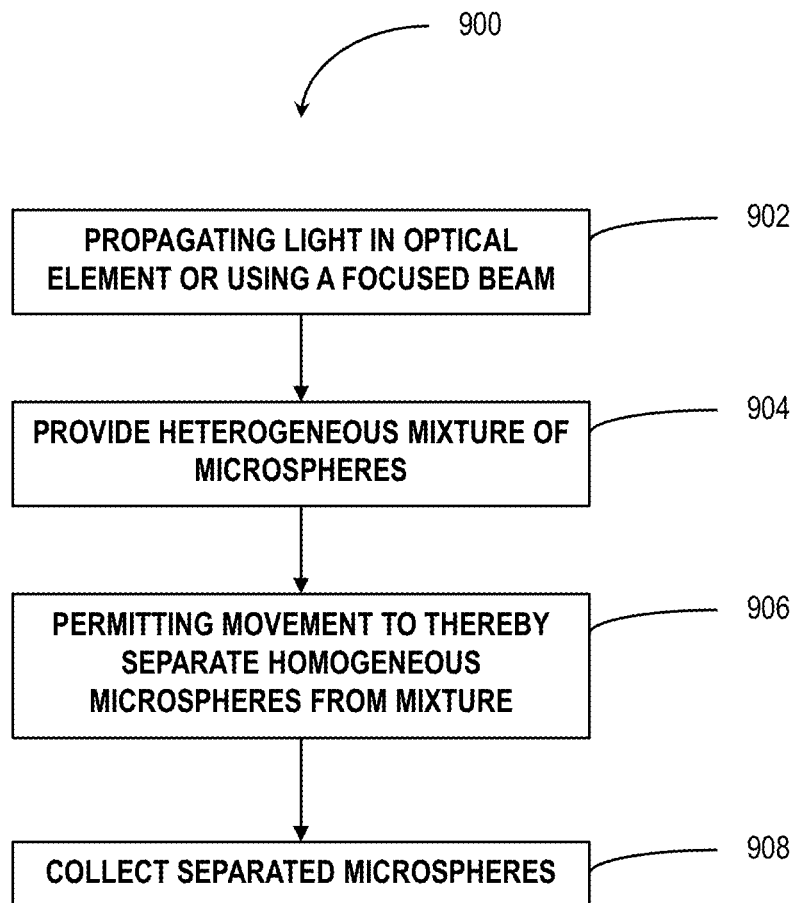 900
PROPAGATING LIGHT IN OPTICAL
ELEMENT OR USING A FOCUSED BEAM
902
PROVIDE HETEROGENEOUS MIXTURE OF
MICROSPHERES
904
PERMITTING MOVEMENT TO THEREBY
SEPARATE HOMOGENEOUS
MICROSPHERES FROM MIXTURE
906
COLLECT SEPARATED MICROSPHERES
908